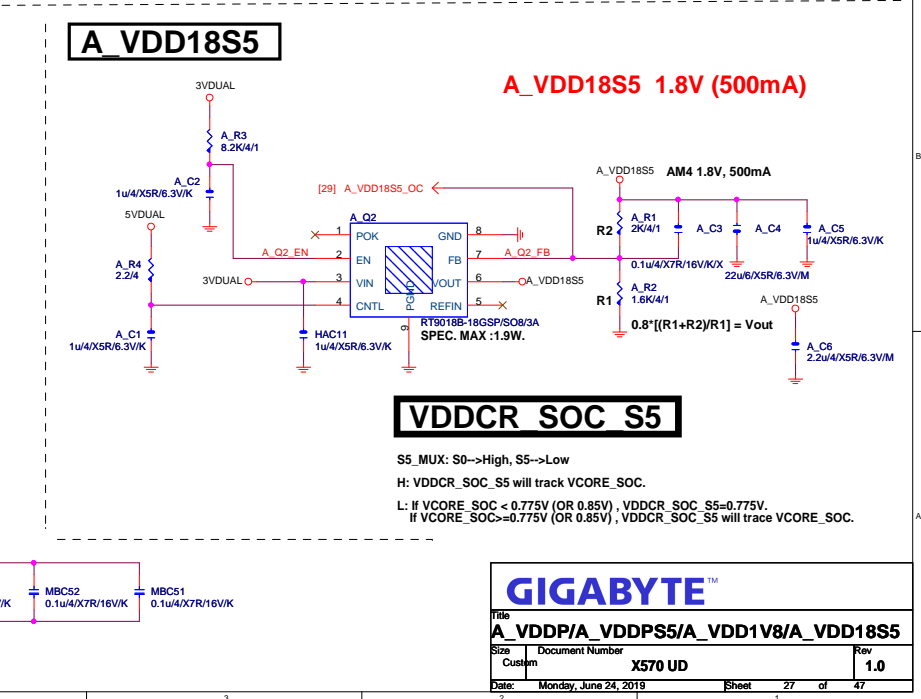 A_VDD18S5
A_VDD18S5 1.8V (500mA)
3VDUAL
A_R3
8.2K/4/1
A_C2
1u/4/X5R/6.3V/K
5VDUAL
A_R4
2.2/4
A_C1
1u/4/X5R/6.3V/K
[29] A_VDD18S5_OC
A_Q2
A_Q2_EN
3VDUAL
1 POK
2 EN
3 VIN
4 CNTL
GND 8
FB 7
VOUT 6
REFIN 5
PGND
9
A_Q2_FB
A_VDD18S5
RT9018B-18GSP/SO8/3A
SPEC. MAX :1.9W.
HAC11
1u/4/X5R/6.3V/K
A_VDD18S5 AM4 1.8V, 500mA
A_R1
R2 2K/4/1
A_C3
0.1u/4/X7R/16V/K/X
A_C4
22u/6/X5R/6.3V/M
A_C5
1u/4/X5R/6.3V/K
A_R2
R1 1.6K/4/1
0.8*[(R1+R2)/R1] = Vout
A_VDD18S5
A_C6
2.2u/4/X5R/6.3V/M
VDDCR_SOC_S5
S5_MUX: S0-->High, S5-->Low
H: VDDCR_SOC_S5 will track VCORE_SOC.
L: If VCORE_SOC < 0.775V (OR 0.85V) , VDDCR_SOC_S5=0.775V.
If VCORE_SOC>=0.775V (OR 0.85V) , VDDCR_SOC_S5 will trace VCORE_SOC.
B
A
/K
MBC52
0.1u/4/X7R/16V/K
MBC51
0.1u/4/X7R/16V/K
GIGABYTE™
Title
A_VDDP/A_VDDPS5/A_VDD1V8/A_VDD18S5
Size Document Number Rev
Custom X570 UD 1.0
Date: Monday, June 24, 2019 Sheet 27 of 47
3 2 1